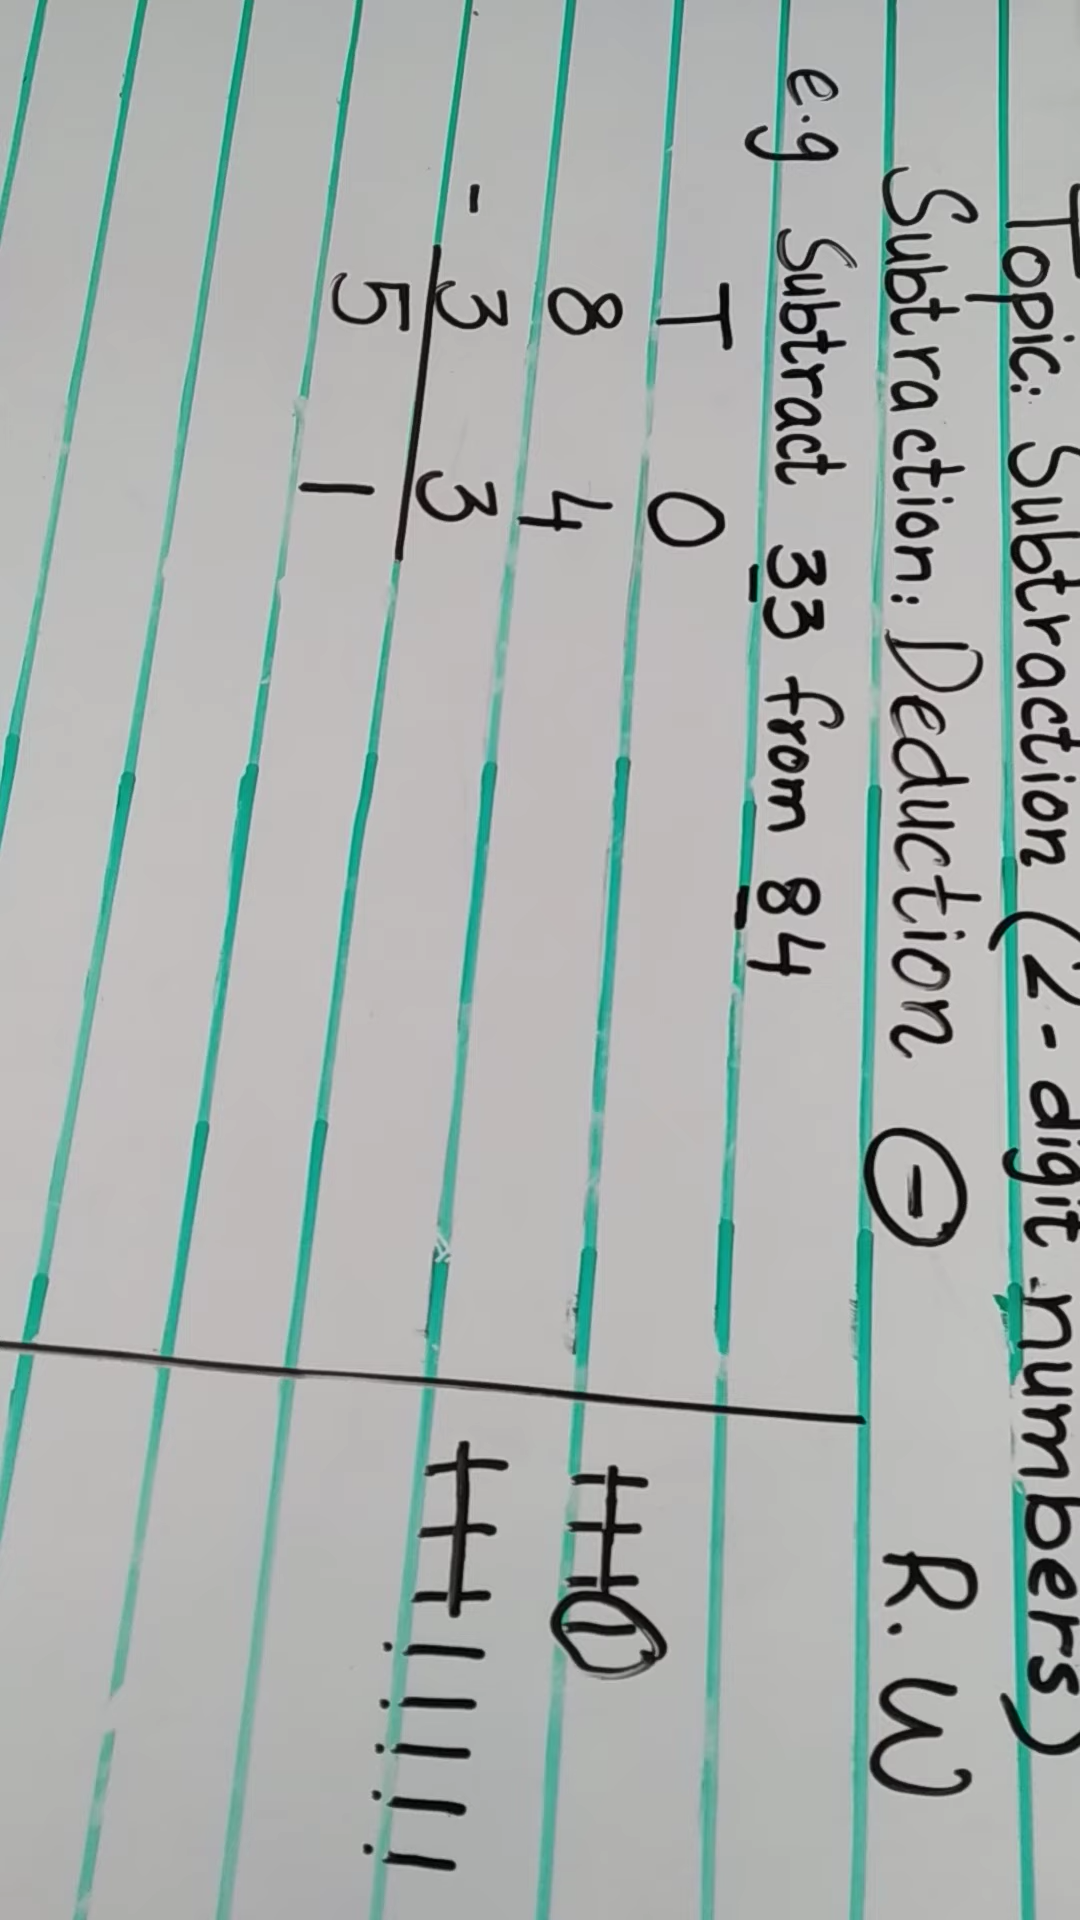 Topic: Subtraction (2-digit numbers)
Subtraction: Deduction - R.W
e.g Subtract 33 from 84
T O
8 4
- 3 3
5 1